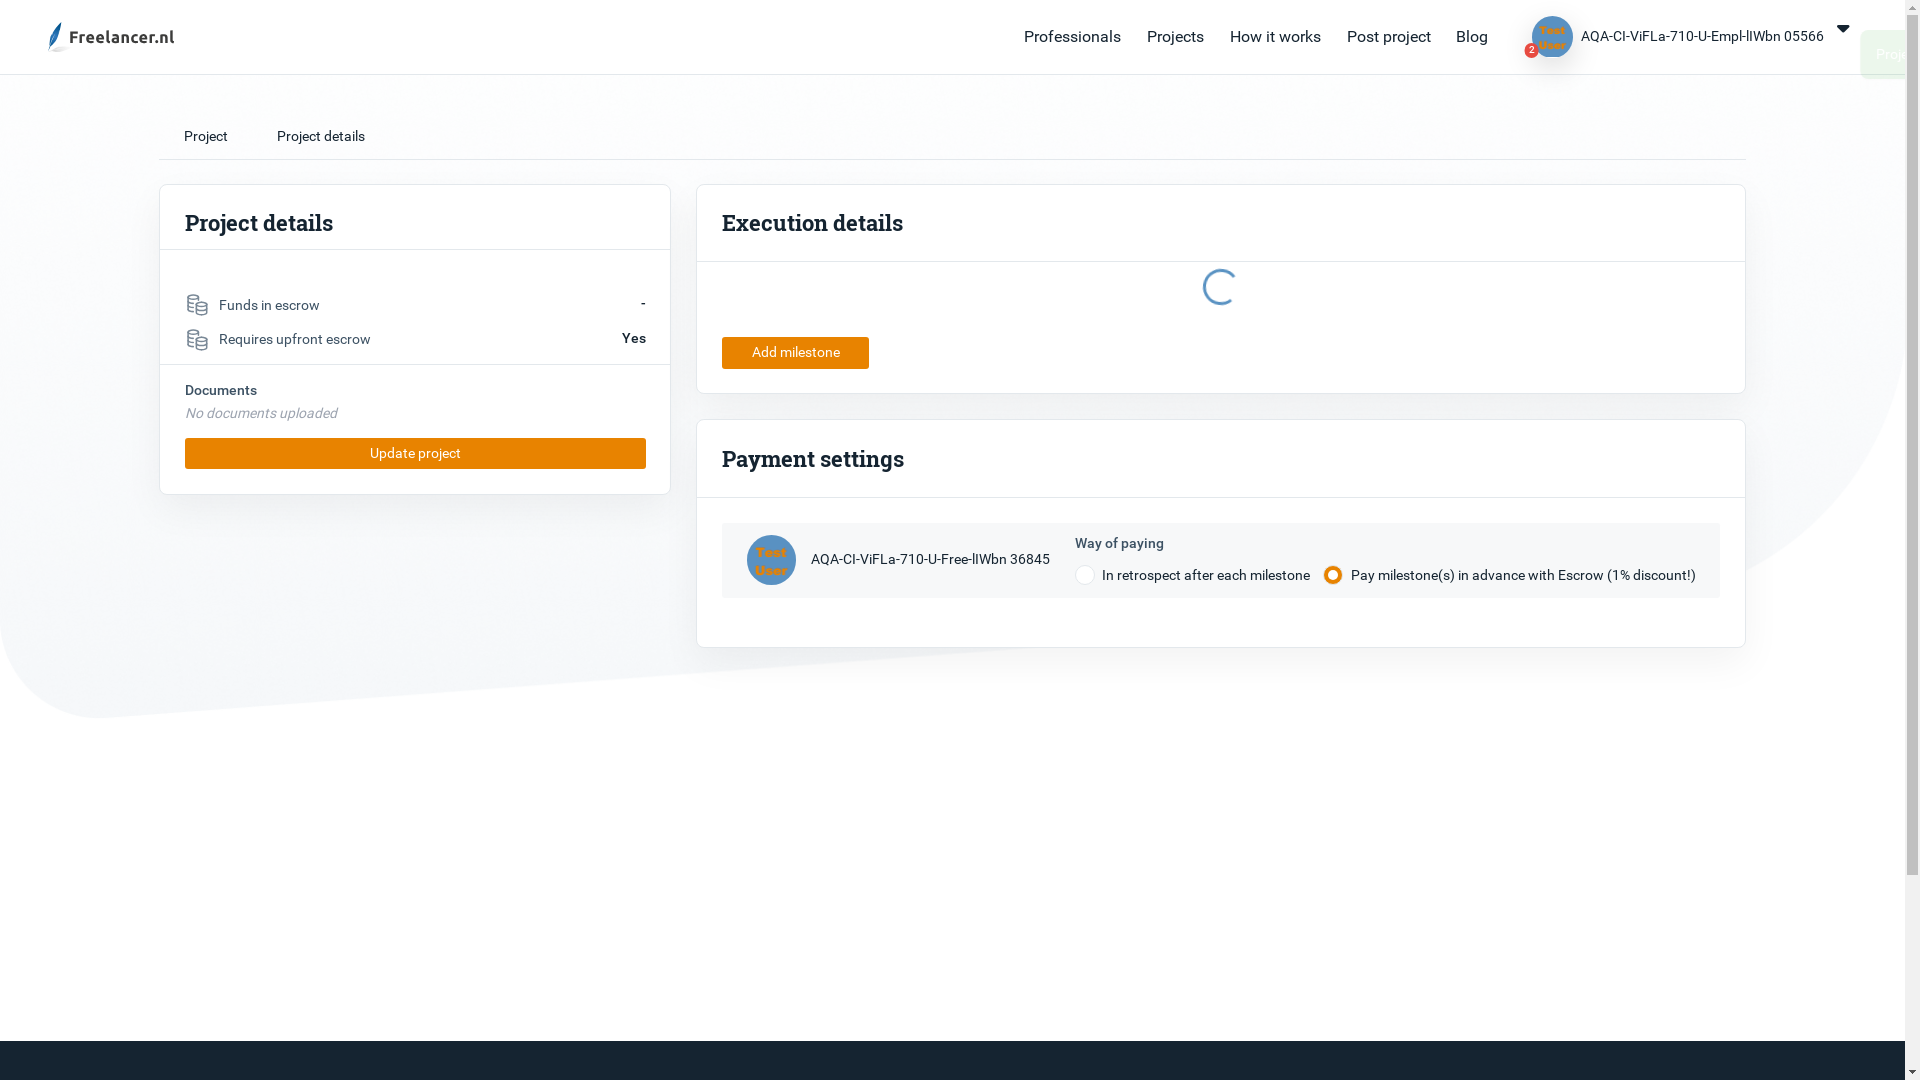 Freelancer.nl
Professionals
Projects
How it works
Post project
Blog
Test
User
2
AQA-CI-ViFLa-710-U-Empl-lIWbn 05566
Project
Project details
Project details
Funds in escrow
-
Requires upfront escrow
Yes
Documents
No documents uploaded
Update project
Execution details
Add milestone
Payment settings
Test
User
AQA-CI-ViFLa-710-U-Free-lIWbn 36845
Way of paying
In retrospect after each milestone
Pay milestone(s) in advance with Escrow (1% discount!)